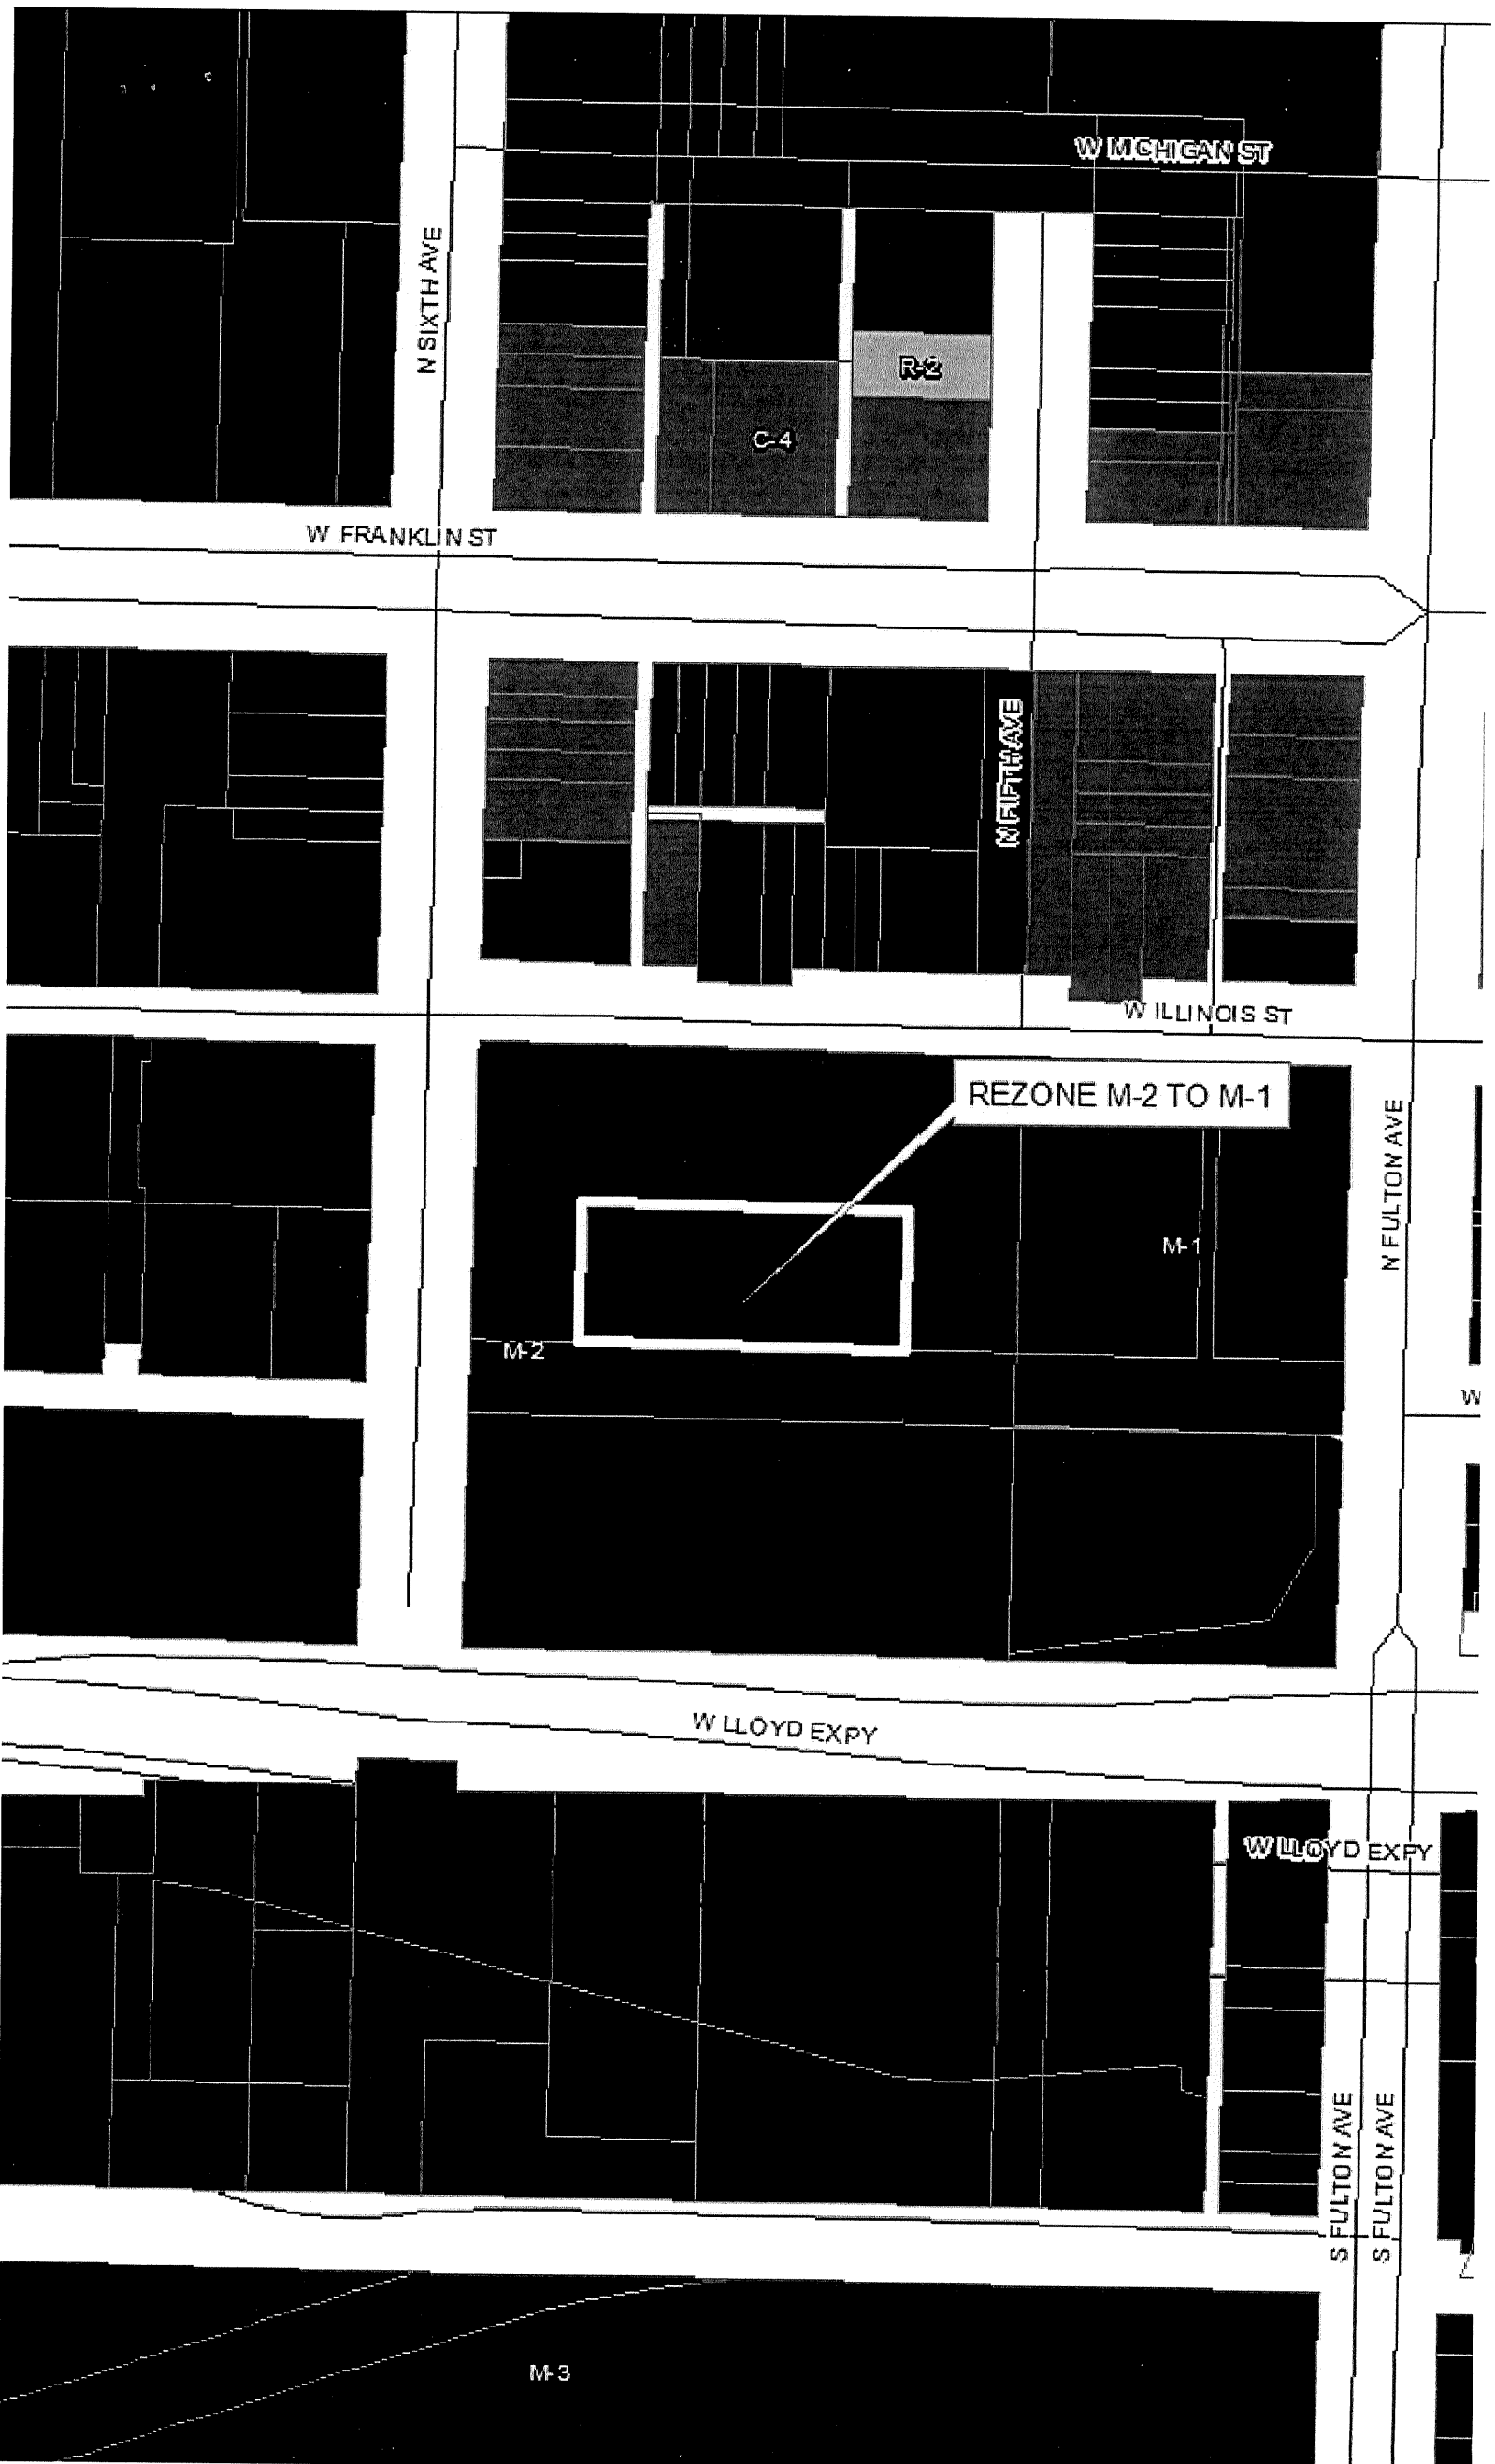 W MICHIGAN ST
N SIXTH AVE
R-2
C-4
W FRANKLIN ST
N FIFTH AVE
W ILLINOIS ST
REZONE M-2 TO M-1
N FULTON AVE
M-1
M-2
W
W LLOYD EXPY
W LLOYD EXPY
S FULTON AVE
S FULTON AVE
M-3